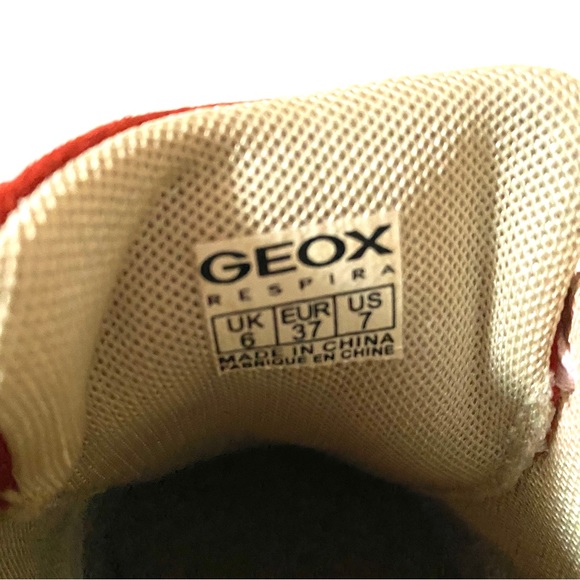 GEOX
RESPIRA
UK EUR US
6 37 7
MADE IN CHINA
FABRIQUE EN CHINE